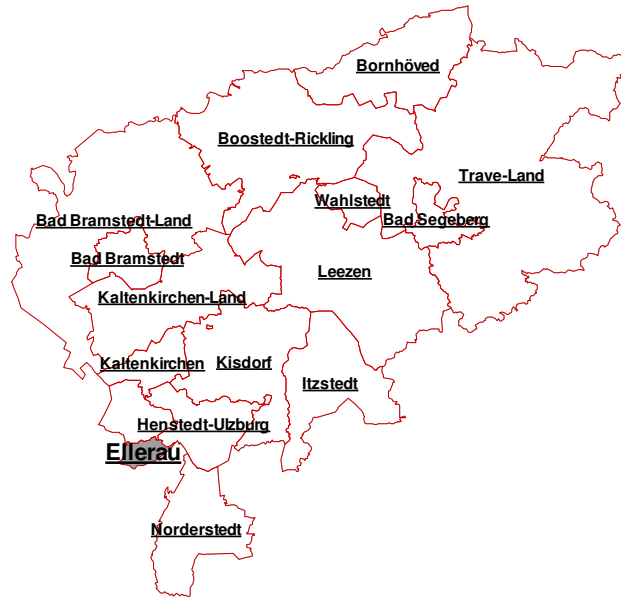 Bornhöved
Boostedt-Rickling
Trave-Land
Wahlstedt
Bad Segeberg
Bad Bramstedt-Land
Bad Bramstedt
Leezen
Kaltenkirchen-Land
Kaltenkirchen
Kisdorf
Itzstedt
Henstedt-Ulzburg
Ellerau
Norderstedt